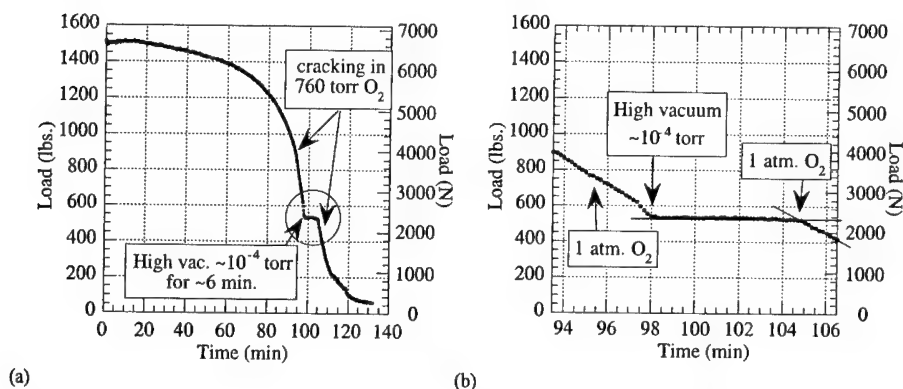 1600
1400
1200
1000
800
600
400
200
0
Load (lbs.)
7000
6000
5000
4000
3000
2000
1000
0
Load (N)
cracking in
760 torr O₂
High vac. ~10⁻⁴ torr
for ~6 min.
0 20 40 60 80 100 120 140
Time (min)
(a)
1600
1400
1200
1000
800
600
400
200
0
Load (lbs.)
7000
6000
5000
4000
3000
2000
1000
0
Load (N)
High vacuum
~10⁻⁴ torr
1 atm. O₂
1 atm. O₂
94 96 98 100 102 104 106
Time (min)
(b)